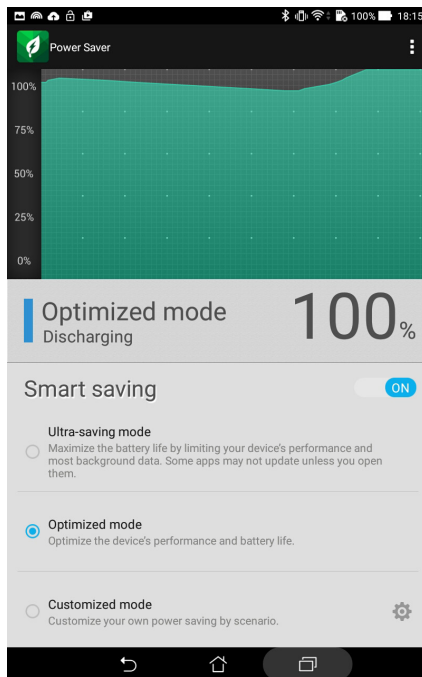 100% 18:15
Power Saver
100%
75%
50%
25%
0%
Optimized mode
Discharging
100%
Smart saving
ON
Ultra-saving mode
Maximize the battery life by limiting your device's performance and
most background data. Some apps may not update unless you open
them.
Optimized mode
Optimize the device's performance and battery life.
Customized mode
Customize your own power saving by scenario.